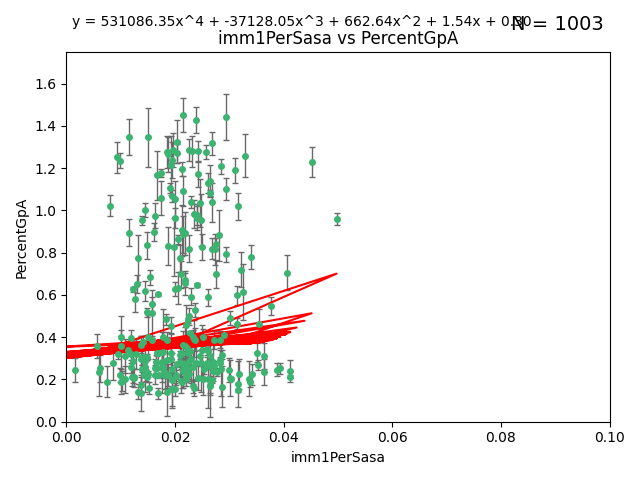 y = 531086.35x^4 + -37128.05x^3 + 662.64x^2 + 1.54x + 0.30
N = 1003
imm1PerSasa vs PercentGpA
1.6
1.4
1.2
1.0
0.8
0.6
0.4
0.2
0.0
PercentGpA
0.00 0.02 0.04 0.06 0.08 0.10
imm1PerSasa